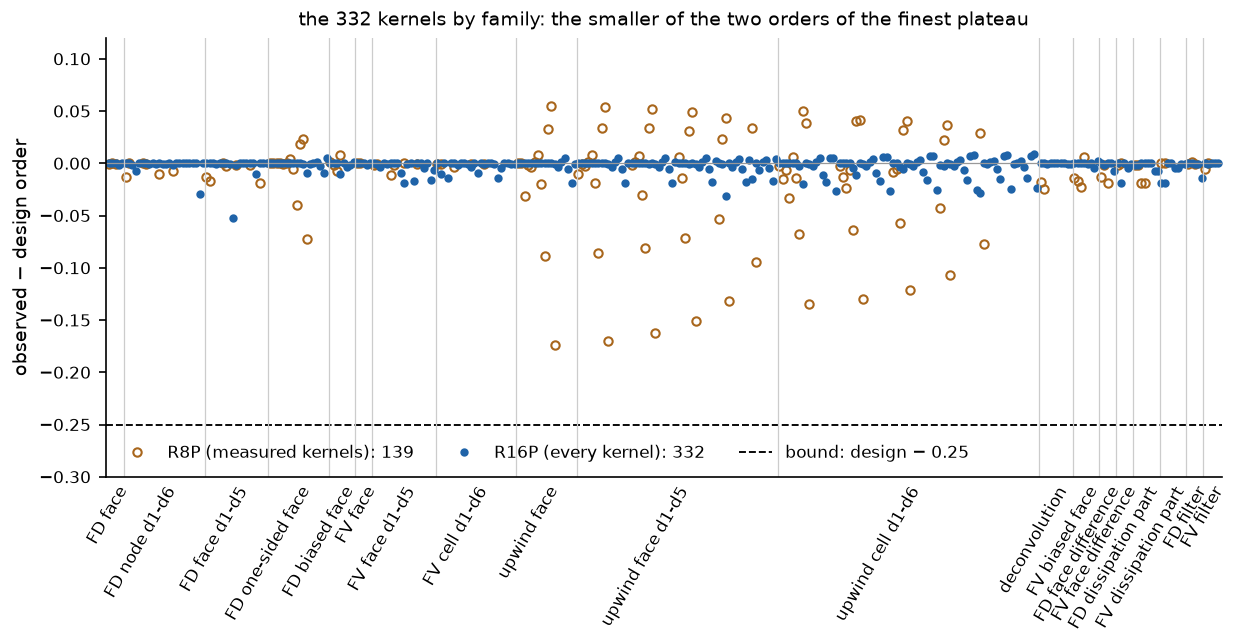 the 332 kernels by family: the smaller of the two orders of the finest plateau
observed − design order
0.10
0.05
0.00
−0.05
−0.10
−0.15
−0.20
−0.25
−0.30
R8P (measured kernels): 139
R16P (every kernel): 332
bound: design − 0.25
FD face
FD node d1-d6
FD face d1-d5
FD one-sided face
FD biased face
FV face
FV face d1-d5
FV cell d1-d6
upwind face
upwind face d1-d5
upwind cell d1-d6
deconvolution
FV biased face
FD face difference
FV face difference
FD dissipation part
FV dissipation part
FD filter
FV filter